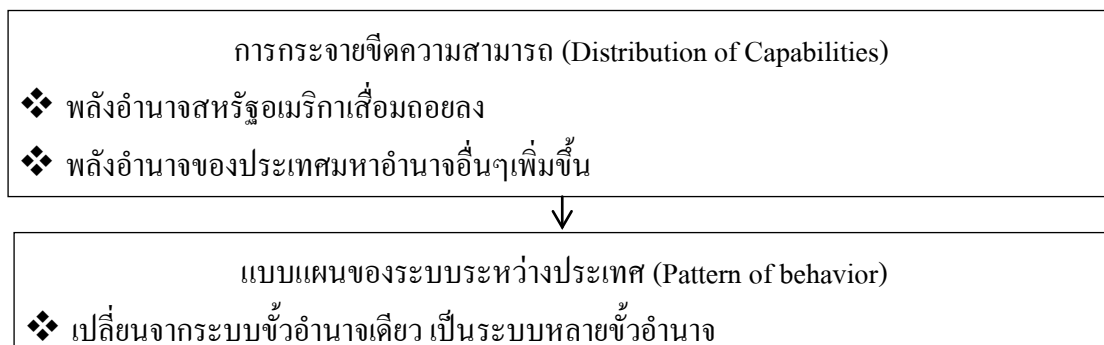 การกระจายขีดความสามารถ (Distribution of Capabilities)
❖ พลังอำนาจสหรัฐอเมริกาเสื่อมถอยลง
❖ พลังอำนาจของประเทศมหาอำนาจอื่นๆเพิ่มขึ้น
แบบแผนของระบบระหว่างประเทศ (Pattern of behavior)
❖ เปลี่ยนจากระบบขั้วอำนาจเดียว เป็นระบบหลายขั้วอำนาจ